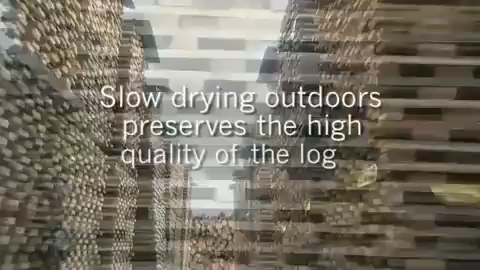 Slow drying outdoors
preserves the high
quality of the log